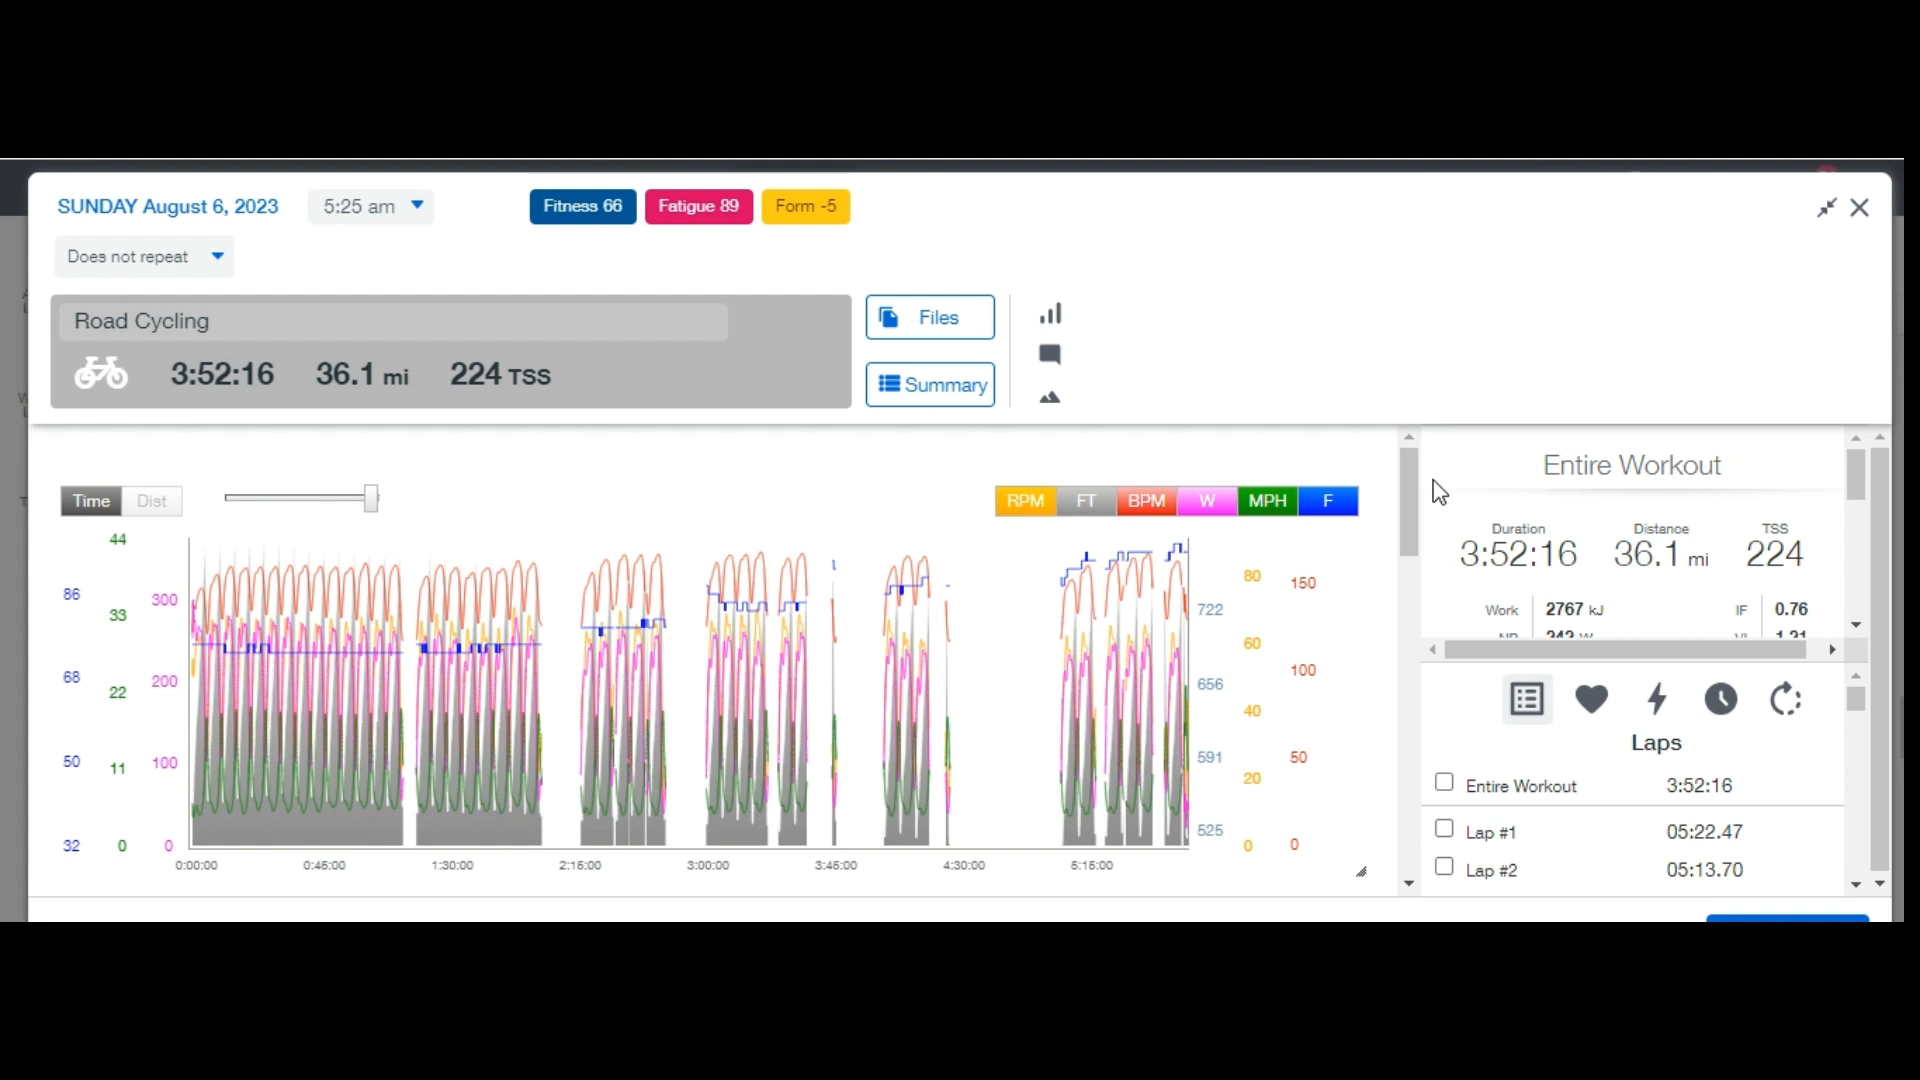 SUNDAY August 6, 2023
5:25 am
Fitness 66
Fatigue 89
Form -5
Does not repeat
Road Cycling
3:52:16 36.1 mi 224 TSS
Files
Summary
Time Dist
RPM FT BPM W MPH F
44
33
22
11
0
86
68
50
32
300
200
100
0
722
656
591
525
80
60
40
20
0
150
100
50
0
0:00:00 0:45:00 1:30:00 2:15:00 3:00:00 3:45:00 4:30:00 5:15:00
Entire Workout
Duration Distance TSS
3:52:16 36.1 mi 224
Work 2767 kJ IF 0.76
Laps
Entire Workout 3:52:16
Lap #1 05:22.47
Lap #2 05:13.70